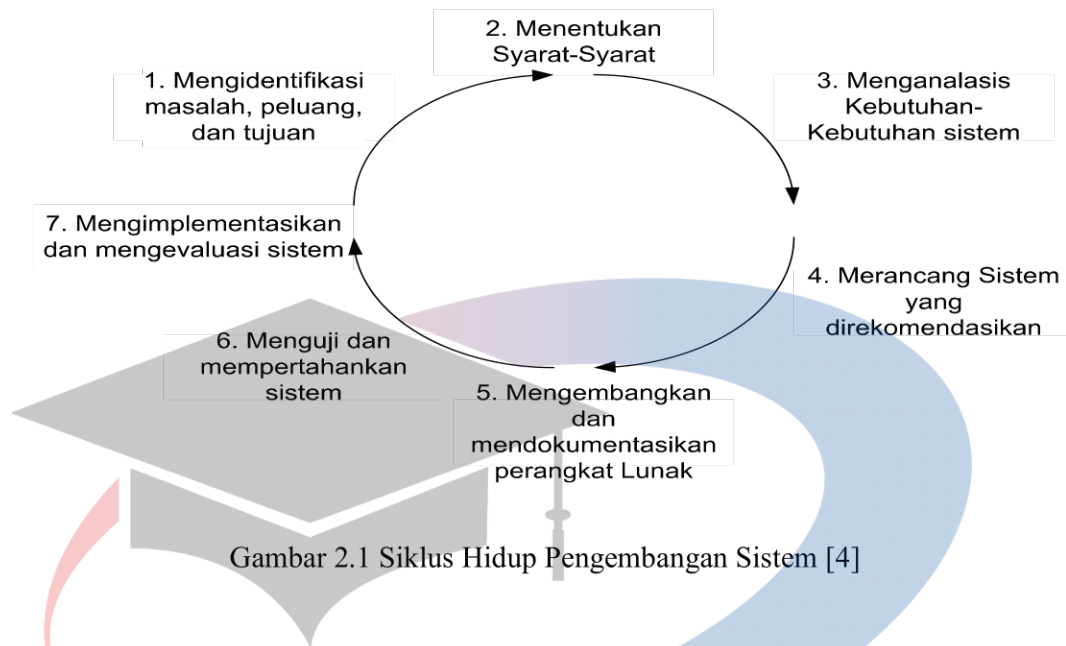 1. Mengidentifikasi
masalah, peluang,
dan tujuan
2. Menentukan
Syarat-Syarat
3. Menganalasis
Kebutuhan-
Kebutuhan sistem
4. Merancang Sistem
yang
direkomendasikan
5. Mengembangkan
dan
mendokumentasikan
perangkat Lunak
6. Menguji dan
mempertahankan
sistem
7. Mengimplementasikan
dan mengevaluasi sistem
Gambar 2.1 Siklus Hidup Pengembangan Sistem [4]